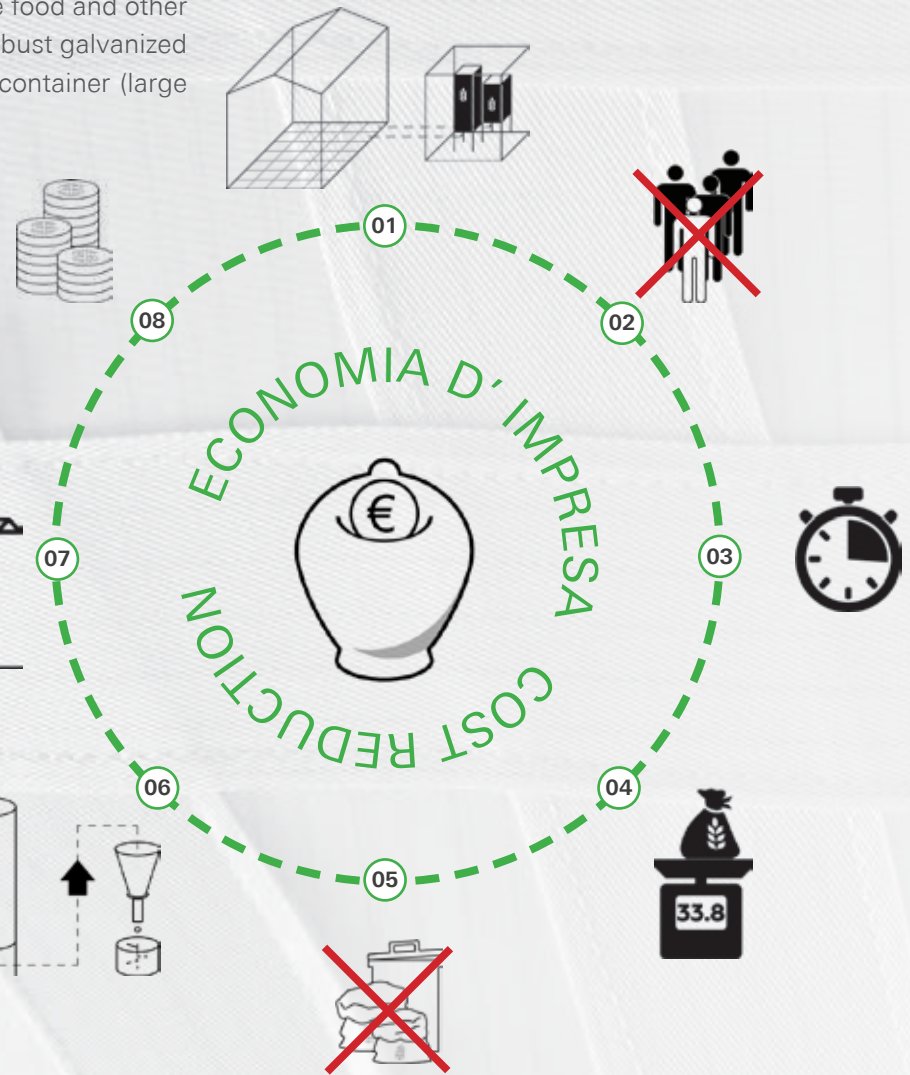 food and other
bust galvanized
container (large
01
02
03
04
05
06
07
08
ECONOMIA D' IMPRESA
COST REDUCTION
€
33.8